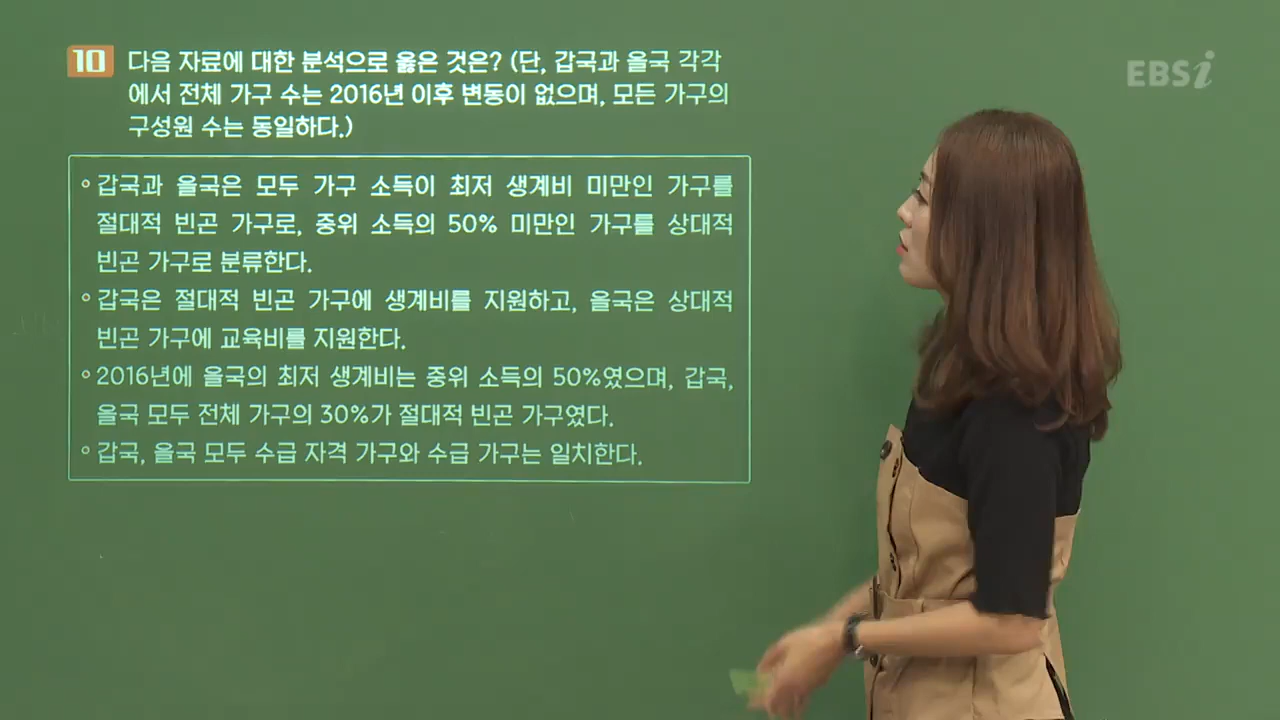 10 다음 자료에 대한 분석으로 옳은 것은? (단, 갑국과 을국 각각
에서 전체 가구 수는 2016년 이후 변동이 없으며, 모든 가구의
구성원 수는 동일하다.)
EBSi
◦갑국과 을국은 모두 가구 소득이 최저 생계비 미만인 가구를
절대적 빈곤 가구로, 중위 소득의 50% 미만인 가구를 상대적
빈곤 가구로 분류한다.
◦갑국은 절대적 빈곤 가구에 생계비를 지원하고, 을국은 상대적
빈곤 가구에 교육비를 지원한다.
◦2016년에 을국의 최저 생계비는 중위 소득의 50%였으며, 갑국,
을국 모두 전체 가구의 30%가 절대적 빈곤 가구였다.
◦갑국, 을국 모두 수급 자격 가구와 수급 가구는 일치한다.